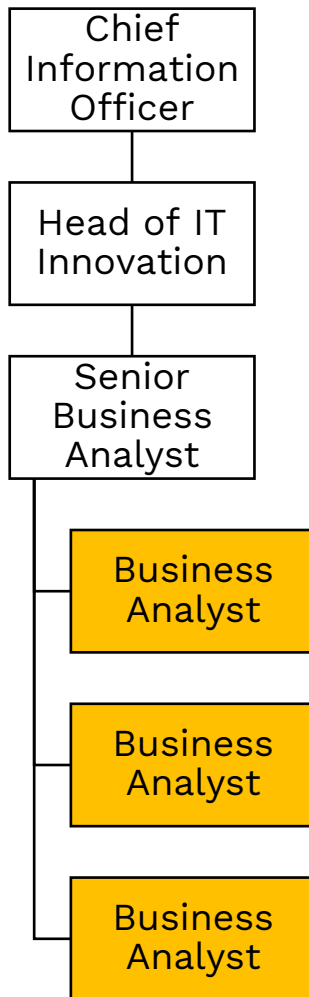 Chief
Information
Officer
Head of IT
Innovation
Senior
Business
Analyst
Business
Analyst
Business
Analyst
Business
Analyst